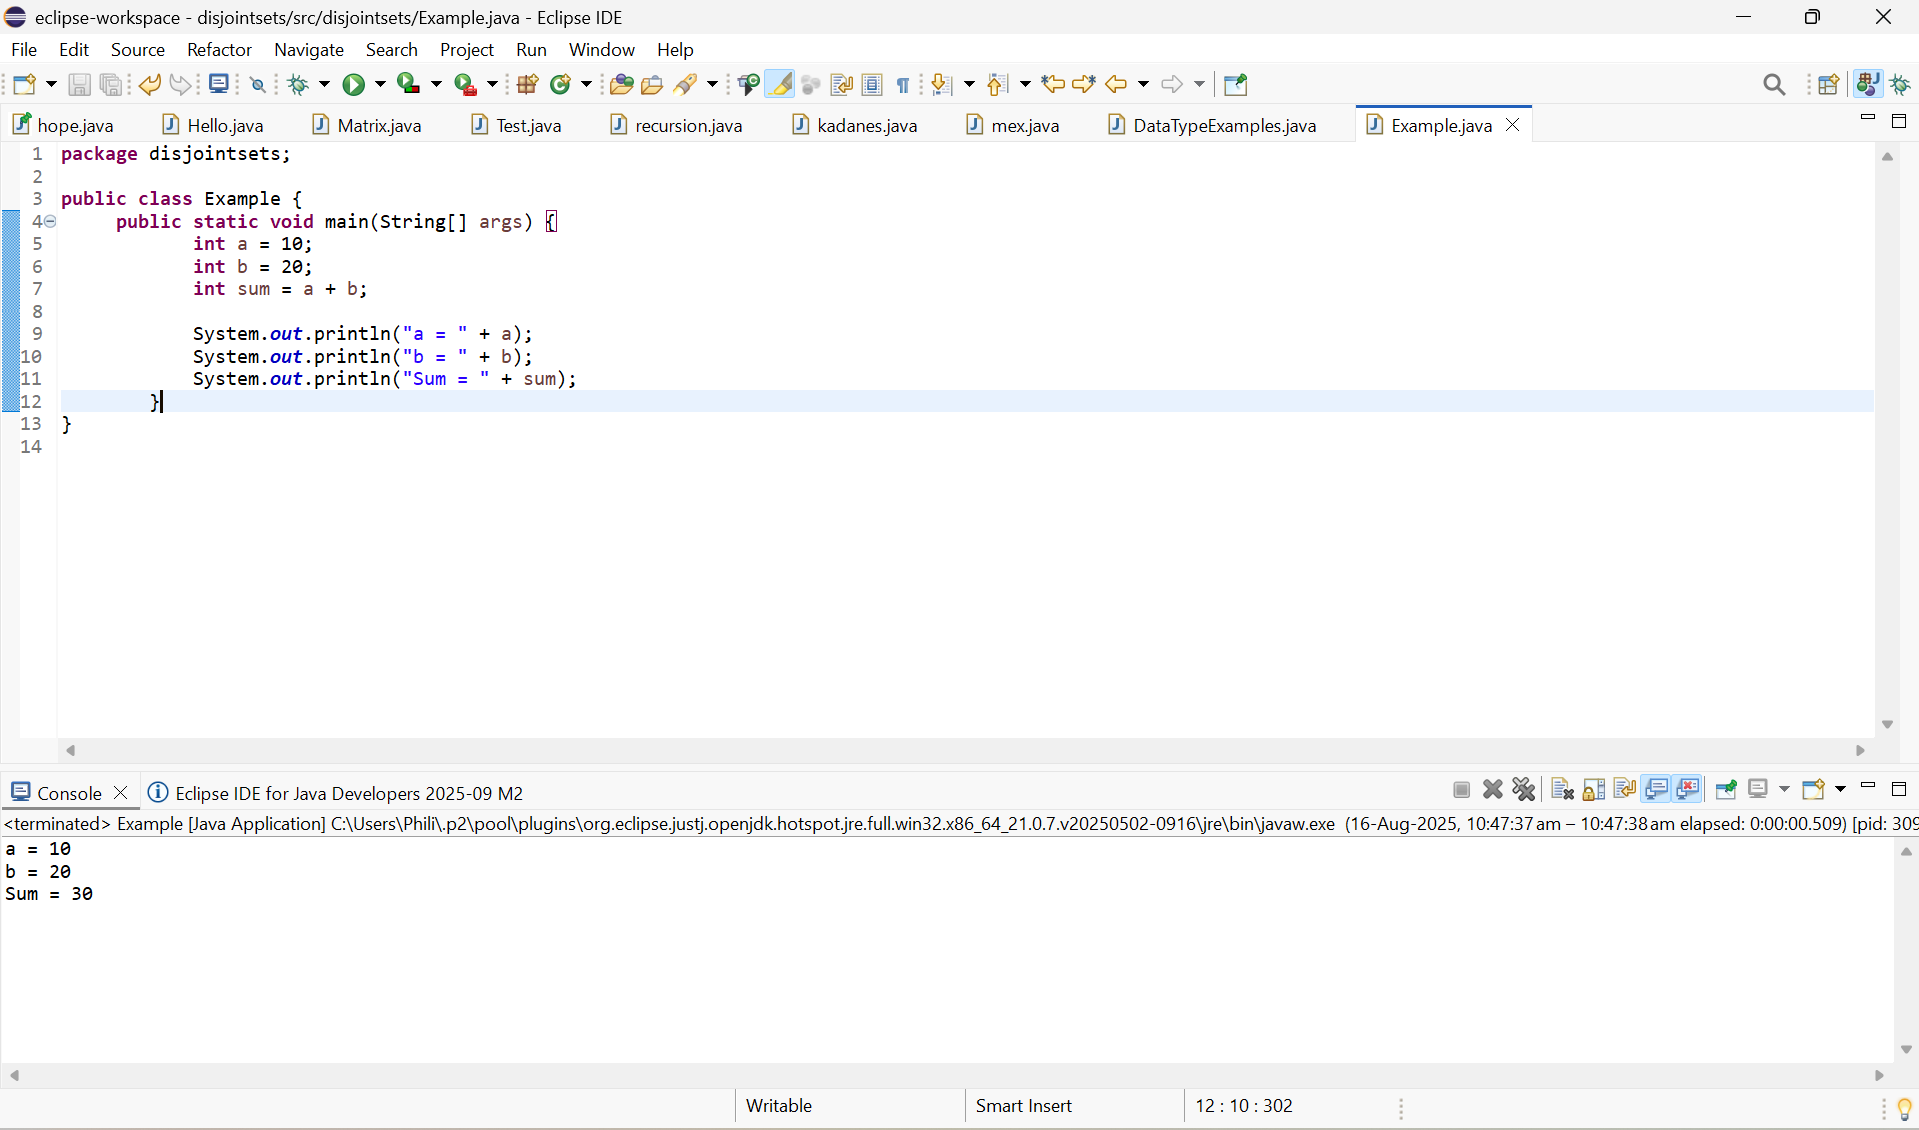 eclipse-workspace - disjointsets/src/disjointsets/Example.java - Eclipse IDE
File Edit Source Refactor Navigate Search Project Run Window Help
hope.java Hello.java Matrix.java Test.java recursion.java kadanes.java mex.java DataTypeExamples.java Example.java
1 package disjointsets;
2
3 public class Example {
4 public static void main(String[] args) {
5 int a = 10;
6 int b = 20;
7 int sum = a + b;
8
9 System.out.println("a = " + a);
10 System.out.println("b = " + b);
11 System.out.println("Sum = " + sum);
12 }
13 }
14
Console Eclipse IDE for Java Developers 2025-09 M2
<terminated> Example [Java Application] C:\Users\Phili\.p2\pool\plugins\org.eclipse.justj.openjdk.hotspot.jre.full.win32.x86_64_21.0.7.v20250502-0916\jre\bin\javaw.exe (16-Aug-2025, 10:47:37 am – 10:47:38 am elapsed: 0:00:00.509) [pid: 309
a = 10
b = 20
Sum = 30
Writable Smart Insert 12 : 10 : 302